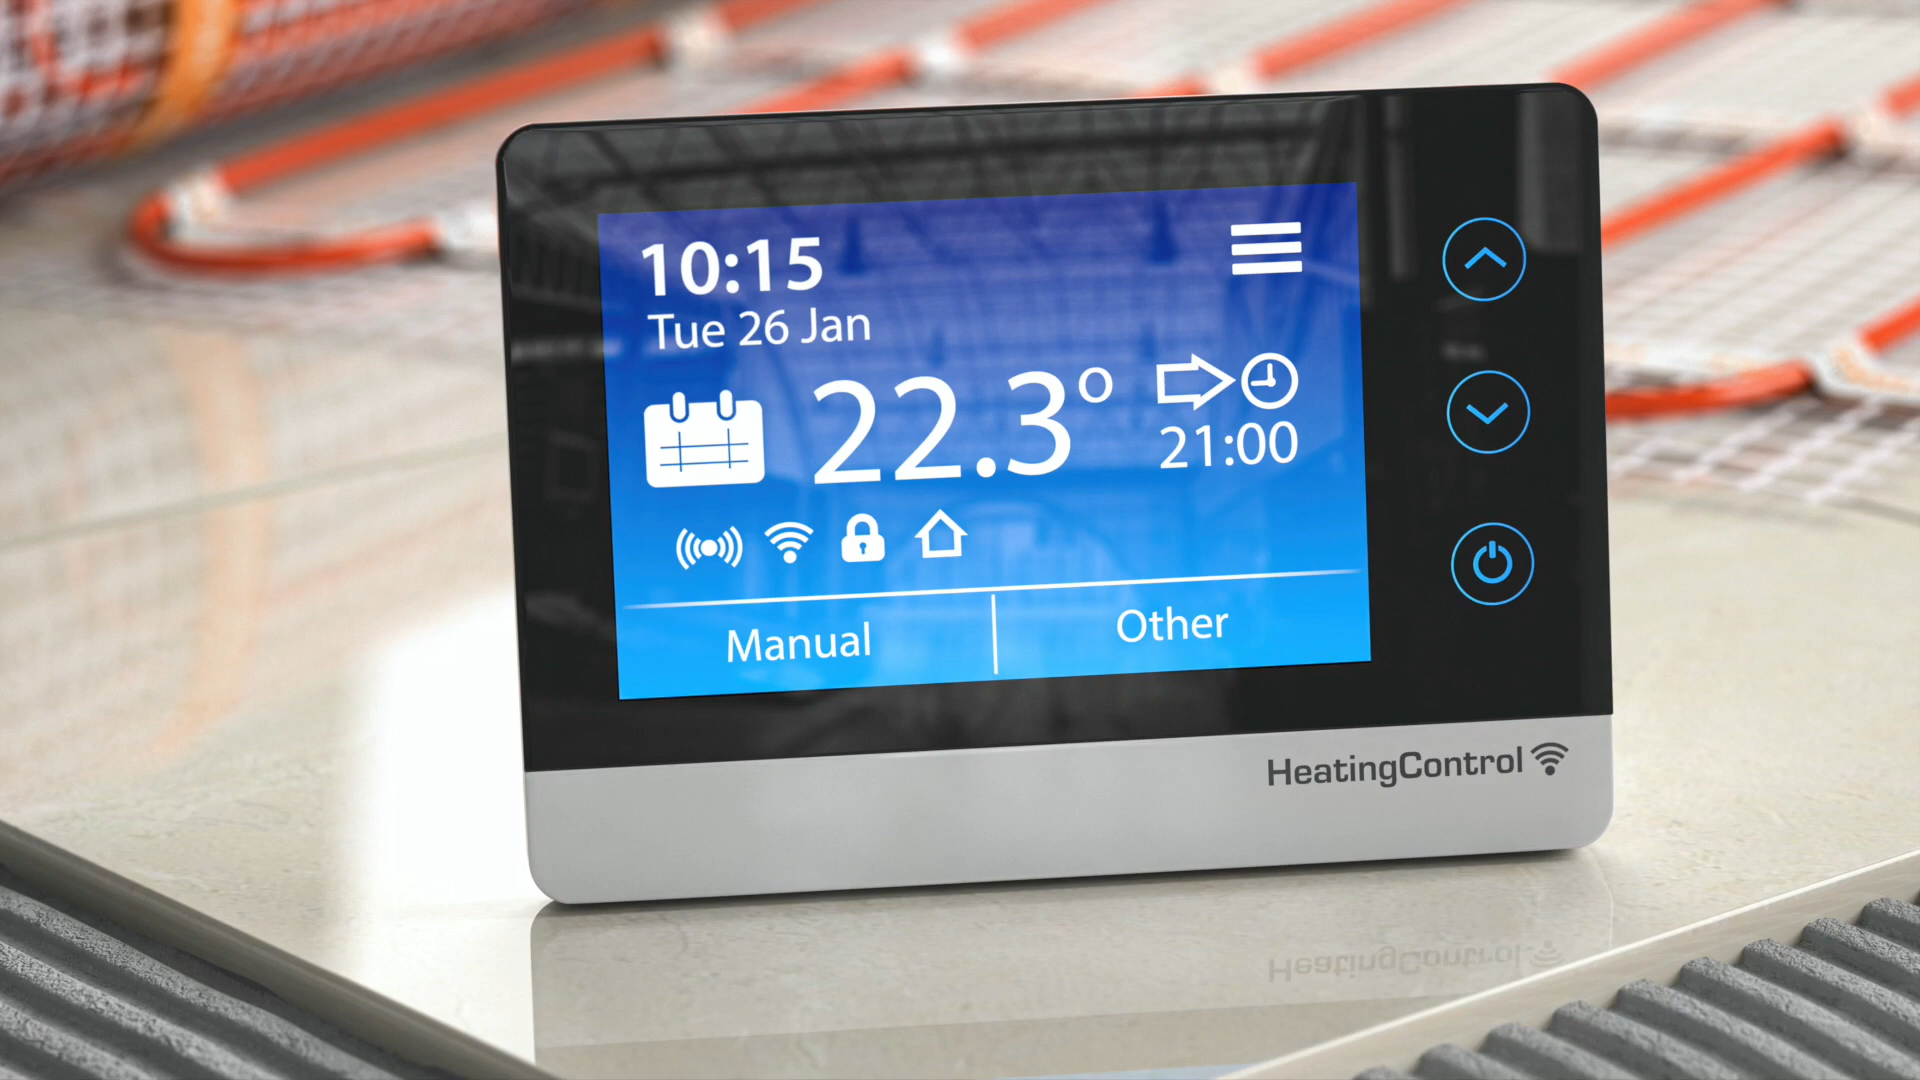 10:15
Tue 26 Jan
22.3°
21:00
Manual
Other
HeatingControl